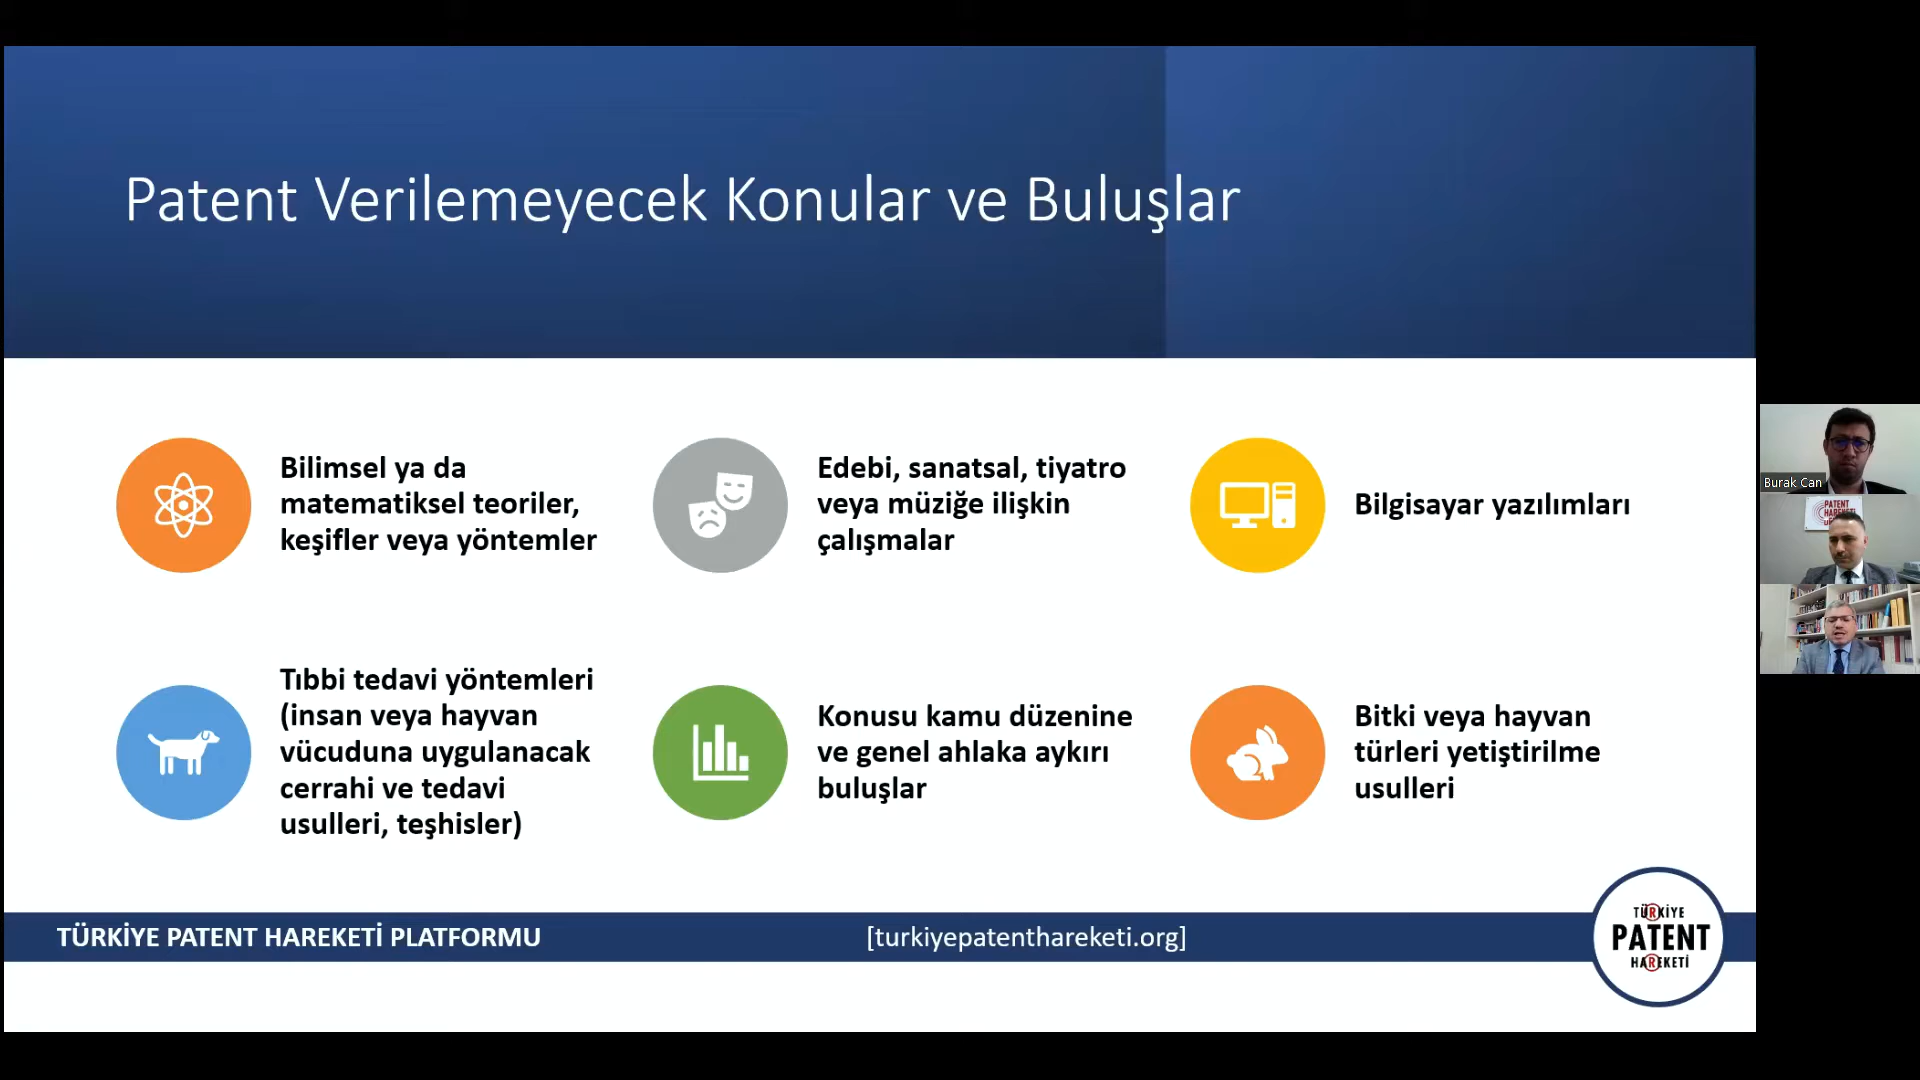 Patent Verilemeyecek Konular ve Buluşlar
Bilimsel ya da
matematiksel teoriler,
keşifler veya yöntemler
Edebi, sanatsal, tiyatro
veya müziğe ilişkin
çalışmalar
Bilgisayar yazılımları
Tıbbi tedavi yöntemleri
(insan veya hayvan
vücuduna uygulanacak
cerrahi ve tedavi
usulleri, teşhisler)
Konusu kamu düzenine
ve genel ahlaka aykırı
buluşlar
Bitki veya hayvan
türleri yetiştirilme
usulleri
TÜRKİYE PATENT HAREKETİ PLATFORMU
[turkiyepatenthareketi.org]
TÜRKİYE
PATENT
HAREKETİ
Burak Can
PATENT